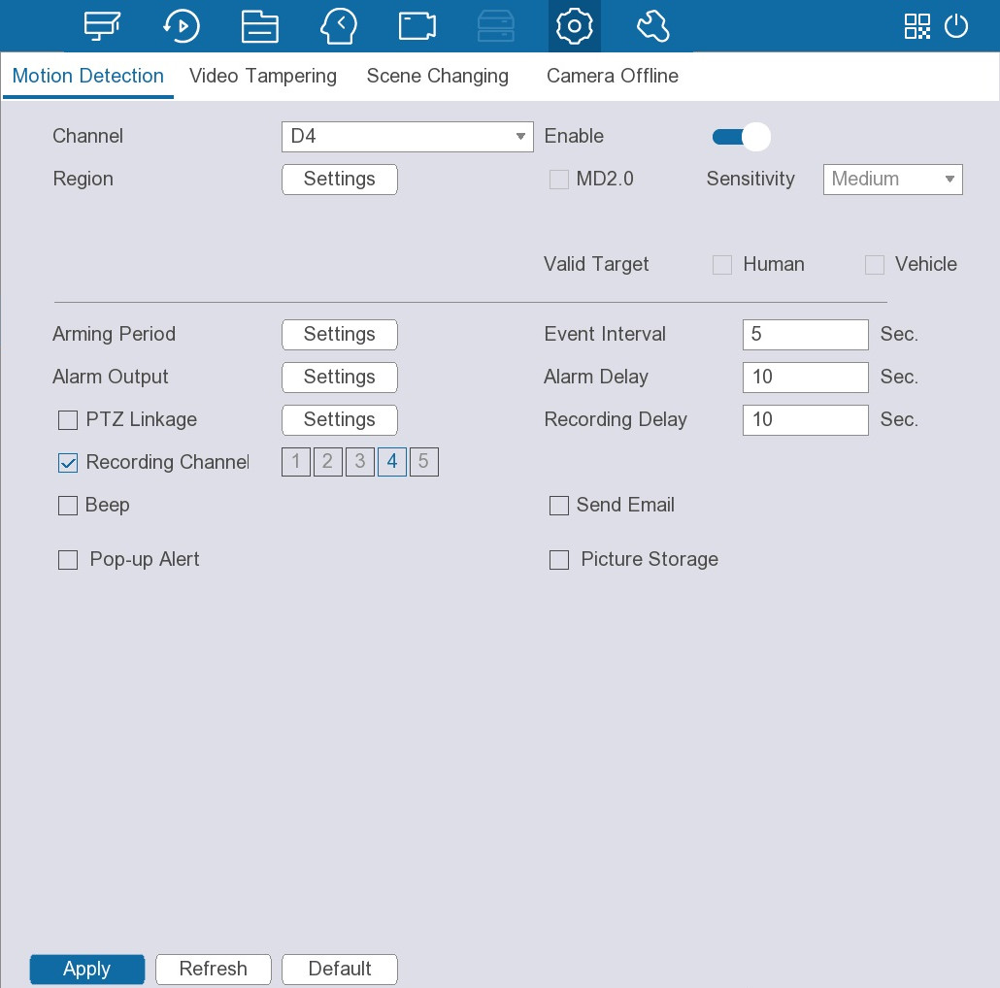 Motion Detection Video Tampering Scene Changing Camera Offline
Channel D4 Enable
Region Settings MD2.0 Sensitivity Medium
Valid Target Human Vehicle
Arming Period Settings Event Interval 5 Sec.
Alarm Output Settings Alarm Delay 10 Sec.
PTZ Linkage Settings Recording Delay 10 Sec.
Recording Channel 1 2 3 4 5
Beep Send Email
Pop-up Alert Picture Storage
Apply Refresh Default